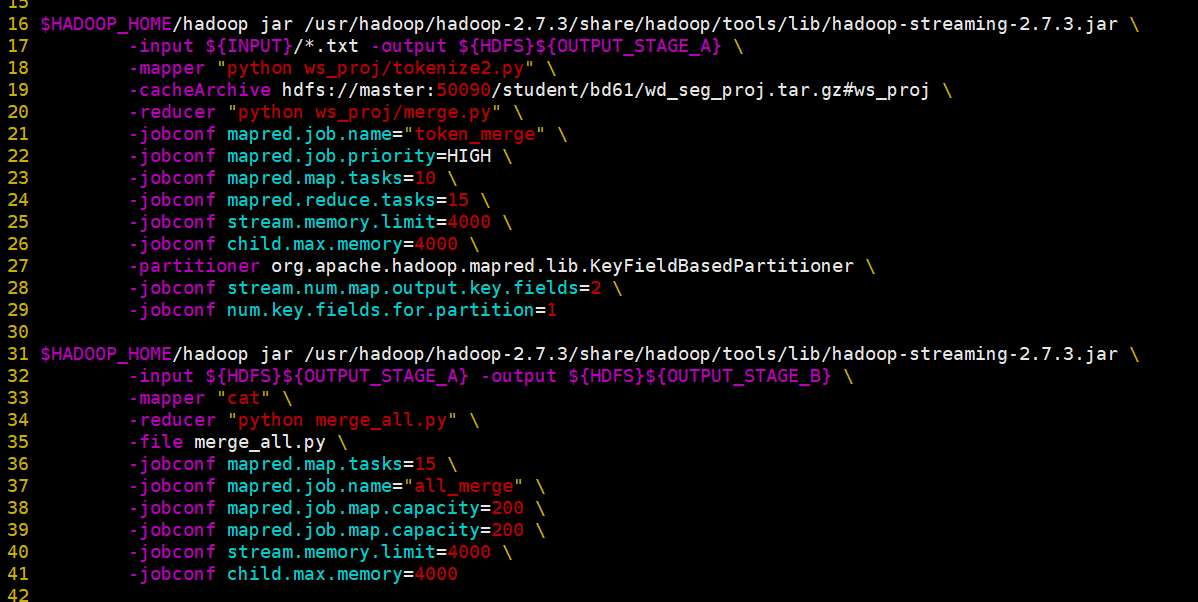 15
16 $HADOOP_HOME/hadoop jar /usr/hadoop/hadoop-2.7.3/share/hadoop/tools/lib/hadoop-streaming-2.7.3.jar \
17         -input ${INPUT}/*.txt -output ${HDFS}${OUTPUT_STAGE_A} \
18         -mapper "python ws_proj/tokenize2.py" \
19         -cacheArchive hdfs://master:50090/student/bd61/wd_seg_proj.tar.gz#ws_proj \
20         -reducer "python ws_proj/merge.py" \
21         -jobconf mapred.job.name="token_merge" \
22         -jobconf mapred.job.priority=HIGH \
23         -jobconf mapred.map.tasks=10 \
24         -jobconf mapred.reduce.tasks=15 \
25         -jobconf stream.memory.limit=4000 \
26         -jobconf child.max.memory=4000 \
27         -partitioner org.apache.hadoop.mapred.lib.KeyFieldBasedPartitioner \
28         -jobconf stream.num.map.output.key.fields=2 \
29         -jobconf num.key.fields.for.partition=1
30
31 $HADOOP_HOME/hadoop jar /usr/hadoop/hadoop-2.7.3/share/hadoop/tools/lib/hadoop-streaming-2.7.3.jar \
32         -input ${HDFS}${OUTPUT_STAGE_A} -output ${HDFS}${OUTPUT_STAGE_B} \
33         -mapper "cat" \
34         -reducer "python merge_all.py" \
35         -file merge_all.py \
36         -jobconf mapred.map.tasks=15 \
37         -jobconf mapred.job.name="all_merge" \
38         -jobconf mapred.job.map.capacity=200 \
39         -jobconf mapred.job.map.capacity=200 \
40         -jobconf stream.memory.limit=4000 \
41         -jobconf child.max.memory=4000
42